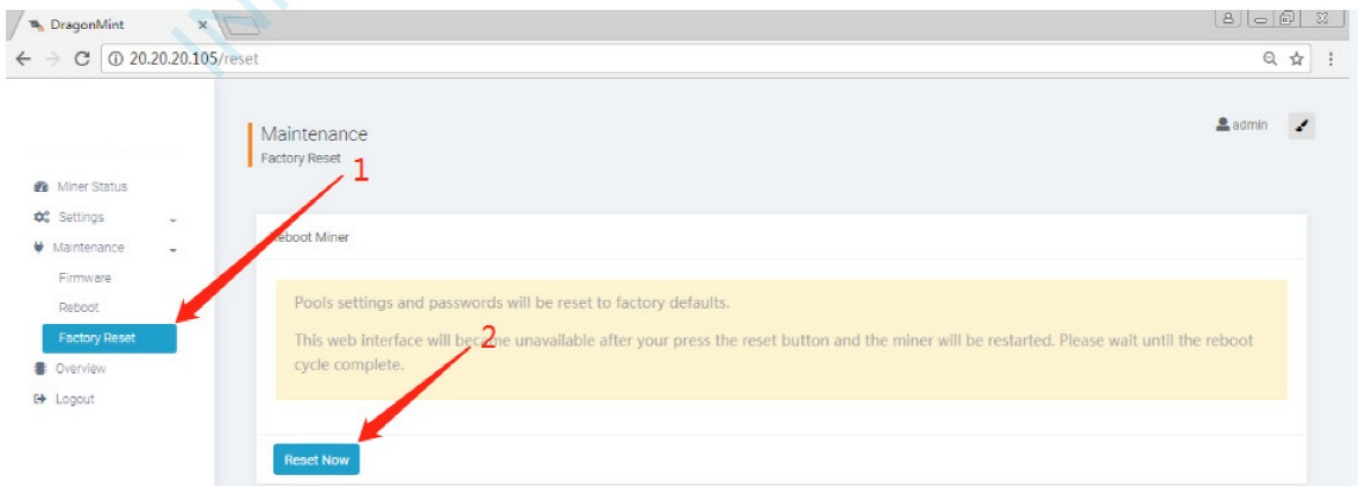 DragonMint
20.20.20.105/reset
admin
Maintenance
Factory Reset
1
Miner Status
Settings
Reboot Miner
Maintenance
Firmware
Reboot
Factory Reset
Overview
Logout
Pools settings and passwords will be reset to factory defaults.
2
This web interface will became unavailable after your press the reset button and the miner will be restarted. Please wait until the reboot
cycle complete.
Reset Now